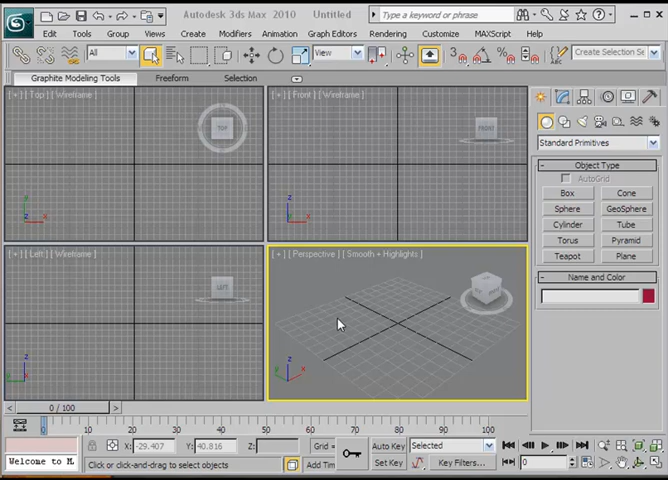 Autodesk 3ds Max 2010 Untitled
Type a keyword or phrase
Edit Tools Group Views Create Modifiers Animation Graph Editors Rendering Customize MAXScript Help
All
View
Create Selection Se
Graphite Modeling Tools Freeform Selection
[ + ] [ Top ] [ Wireframe ]
TOP
[ + ] [ Front ] [ Wireframe ]
FRONT
Standard Primitives
Object Type
AutoGrid
Box Cone
Sphere GeoSphere
Cylinder Tube
Torus Pyramid
Teapot Plane
Name and Color
[ + ] [ Left ] [ Wireframe ]
LEFT
[ + ] [ Perspective ] [ Smooth + Highlights ]
0 / 100
0 10 20 30 40 50 60 70 80 90 100
X: -29.407 Y: 40.816 Z: Grid =
Auto Key Selected
Welcome to M
Click or click-and-drag to select objects
Add Tim
Set Key Key Filters... 0